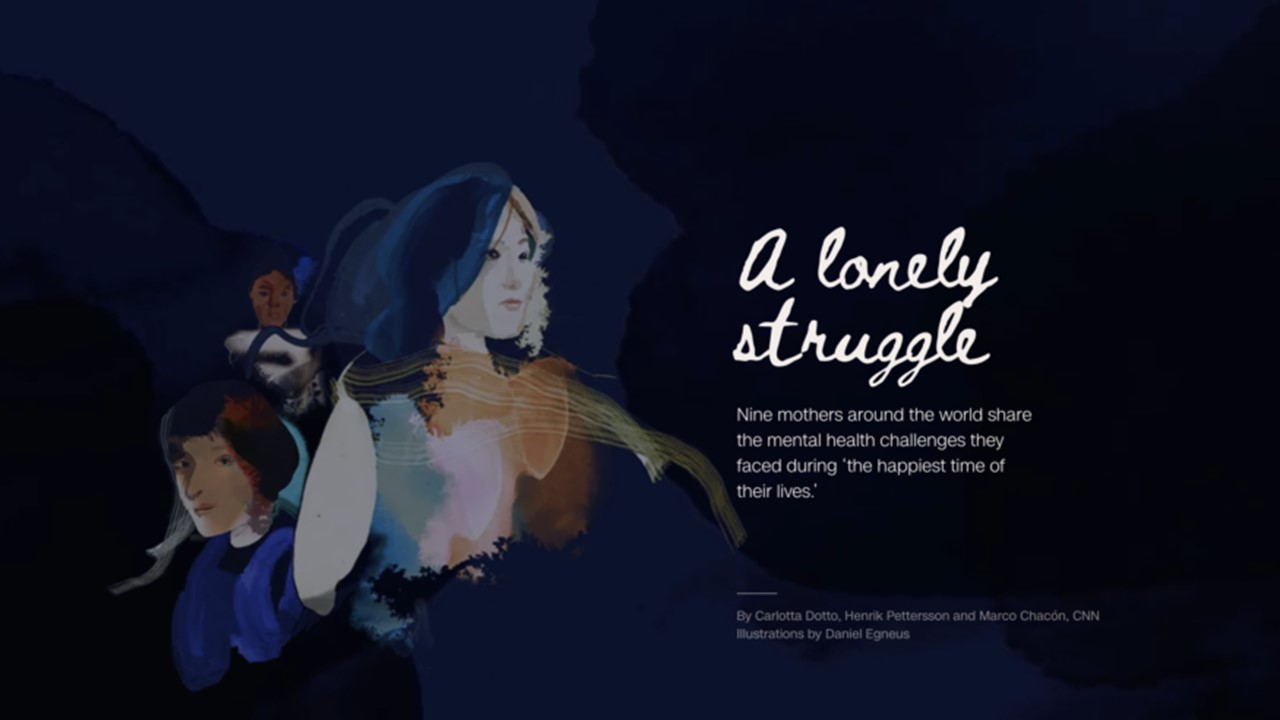 A lonely
struggle
Nine mothers around the world share
the mental health challenges they
faced during ‘the happiest time of
their lives.’
By Carlotta Dotto, Henrik Pettersson and Marco Chacón, CNN
Illustrations by Daniel Egneus